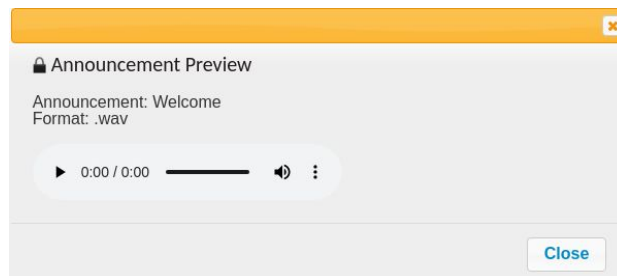 Announcement Preview
Announcement: Welcome
Format: .wav
0:00 / 0:00
Close